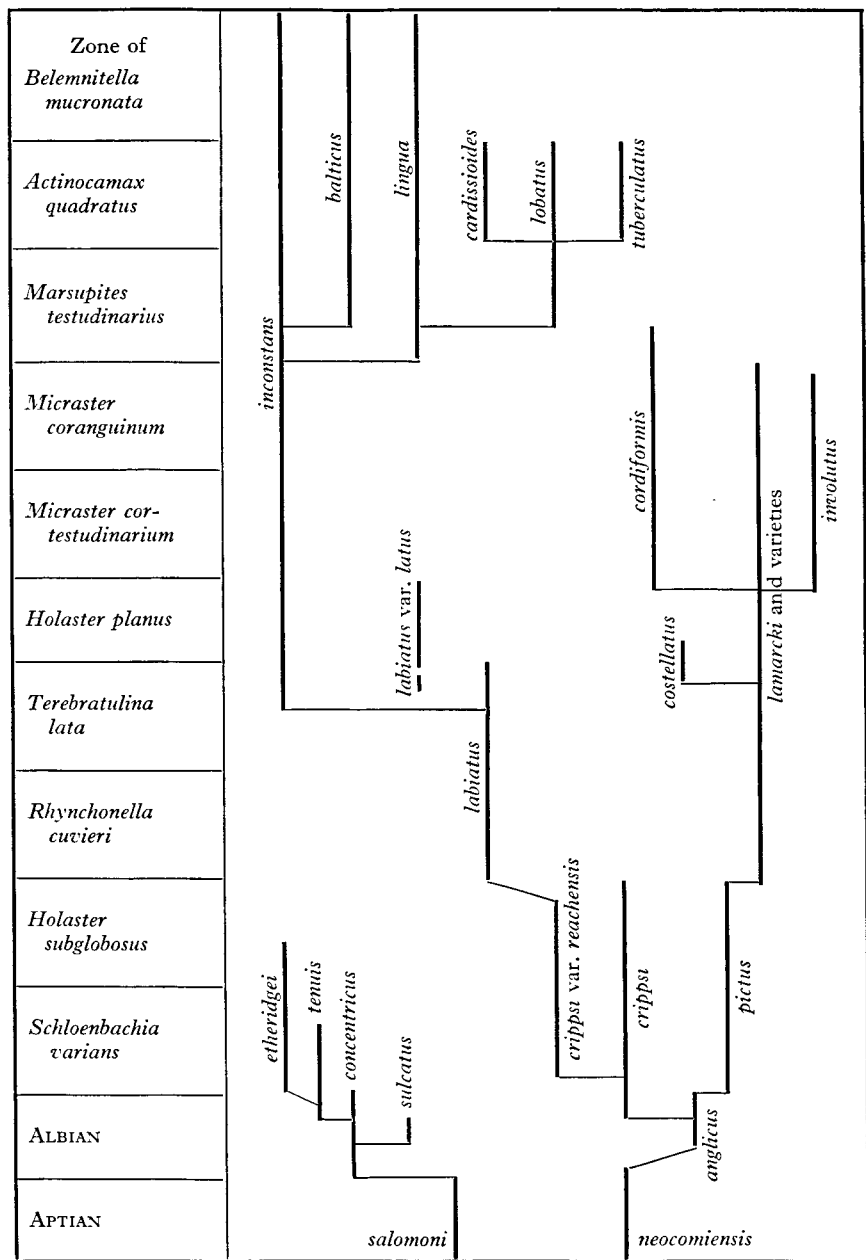 Zone of
Belemnitella
mucronata
Actinocamax
quadratus
Marsupites
testudinarius
Micraster
coranguinum
Micraster cor-
testudinarium
Holaster planus
Terebratulina
lata
Rhynchonella
cuvieri
Holaster
subglobosus
Schloenbachia
varians
ALBIAN
APTIAN
inconstans
balticus
lingua
cardissioides
lobatus
tuberculatus
cordiformis
lamarcki and varieties
involutus
labiatus var. latus
costellatus
labiatus
crippsi var. reachensis
crippsi
pictus
etheridgei
tenuis
concentricus
sulcatus
anglicus
salomoni
neocomiensis